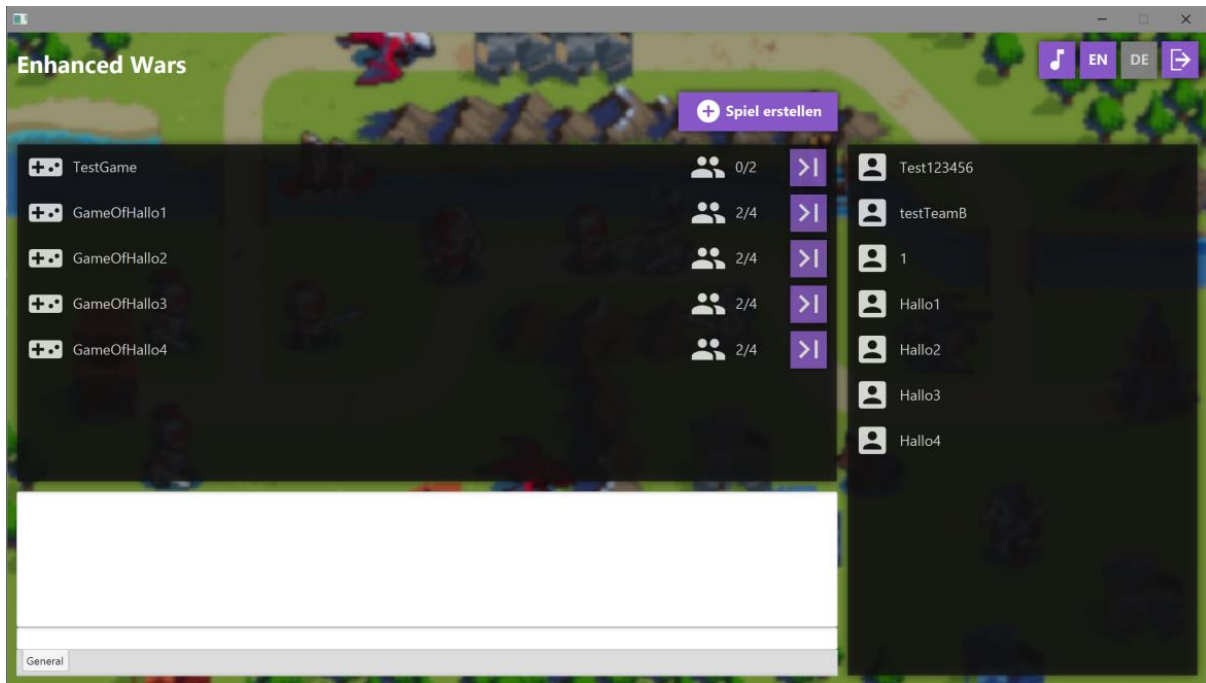 Enhanced Wars
EN DE
Spiel erstellen
TestGame 0/2
GameOfHallo1 2/4
GameOfHallo2 2/4
GameOfHallo3 2/4
GameOfHallo4 2/4
Test123456
testTeamB
1
Hallo1
Hallo2
Hallo3
Hallo4
General